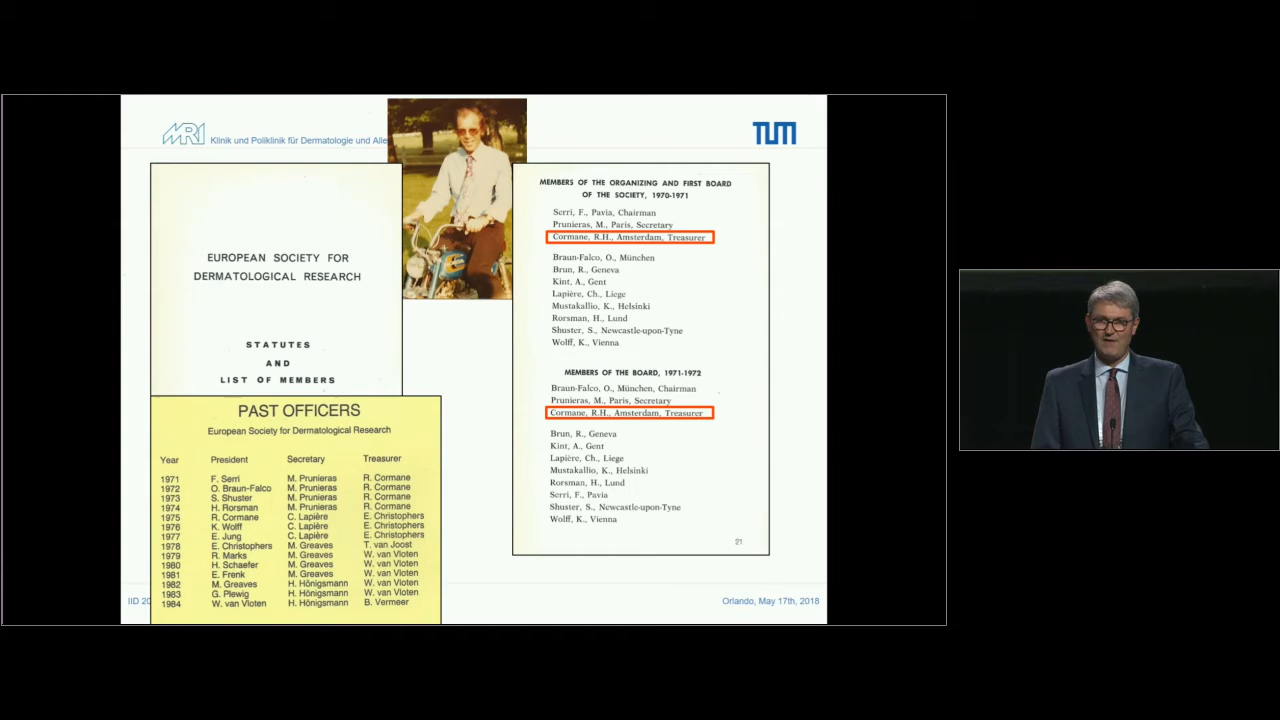 MRI
Klinik und Poliklinik für Dermatologie und Alle
TUM
EUROPEAN SOCIETY FOR
DERMATOLOGICAL RESEARCH
STATUTES
AND
LIST OF MEMBERS
MEMBERS OF THE ORGANIZING AND FIRST BOARD
OF THE SOCIETY, 1970-1971
Serri, F., Pavia, Chairman
Prunieras, M., Paris, Secretary
Cormane, R.H., Amsterdam, Treasurer
Braun-Falco, O., München
Brun, R., Geneva
Kint, A., Gent
Lapière, Ch., Liege
Mustakallio, K., Helsinki
Rorsman, H., Lund
Shuster, S., Newcastle-upon-Tyne
Wolff, K., Vienna
MEMBERS OF THE BOARD, 1971-1972
Braun-Falco, O., München, Chairman
Prunieras, M., Paris, Secretary
Cormane, R.H., Amsterdam, Treasurer
Brun, R., Geneva
Kint, A., Gent
Lapière, Ch., Liege
Mustakallio, K., Helsinki
Rorsman, H., Lund
Serri, F., Pavia
Shuster, S., Newcastle-upon-Tyne
Wolff, K., Vienna
21
PAST OFFICERS
European Society for Dermatological Research
Year President Secretary Treasurer
1971 F. Serri M. Prunieras R. Cormane
1972 O. Braun-Falco M. Prunieras R. Cormane
1973 S. Shuster M. Prunieras R. Cormane
1974 H. Rorsman M. Prunieras R. Cormane
1975 R. Cormane C. Lapière E. Christophers
1976 K. Wolff C. Lapière E. Christophers
1977 E. Jung C. Lapière E. Christophers
1978 E. Christophers M. Greaves T. van Joost
1979 R. Marks M. Greaves W. van Vloten
1980 H. Schaefer M. Greaves W. van Vloten
1981 E. Frenk M. Greaves W. van Vloten
1982 M. Greaves H. Hönigsmann W. van Vloten
1983 G. Plewig H. Hönigsmann W. van Vloten
1984 W. van Vloten H. Hönigsmann B. Vermeer
IID 20
Orlando, May 17th, 2018